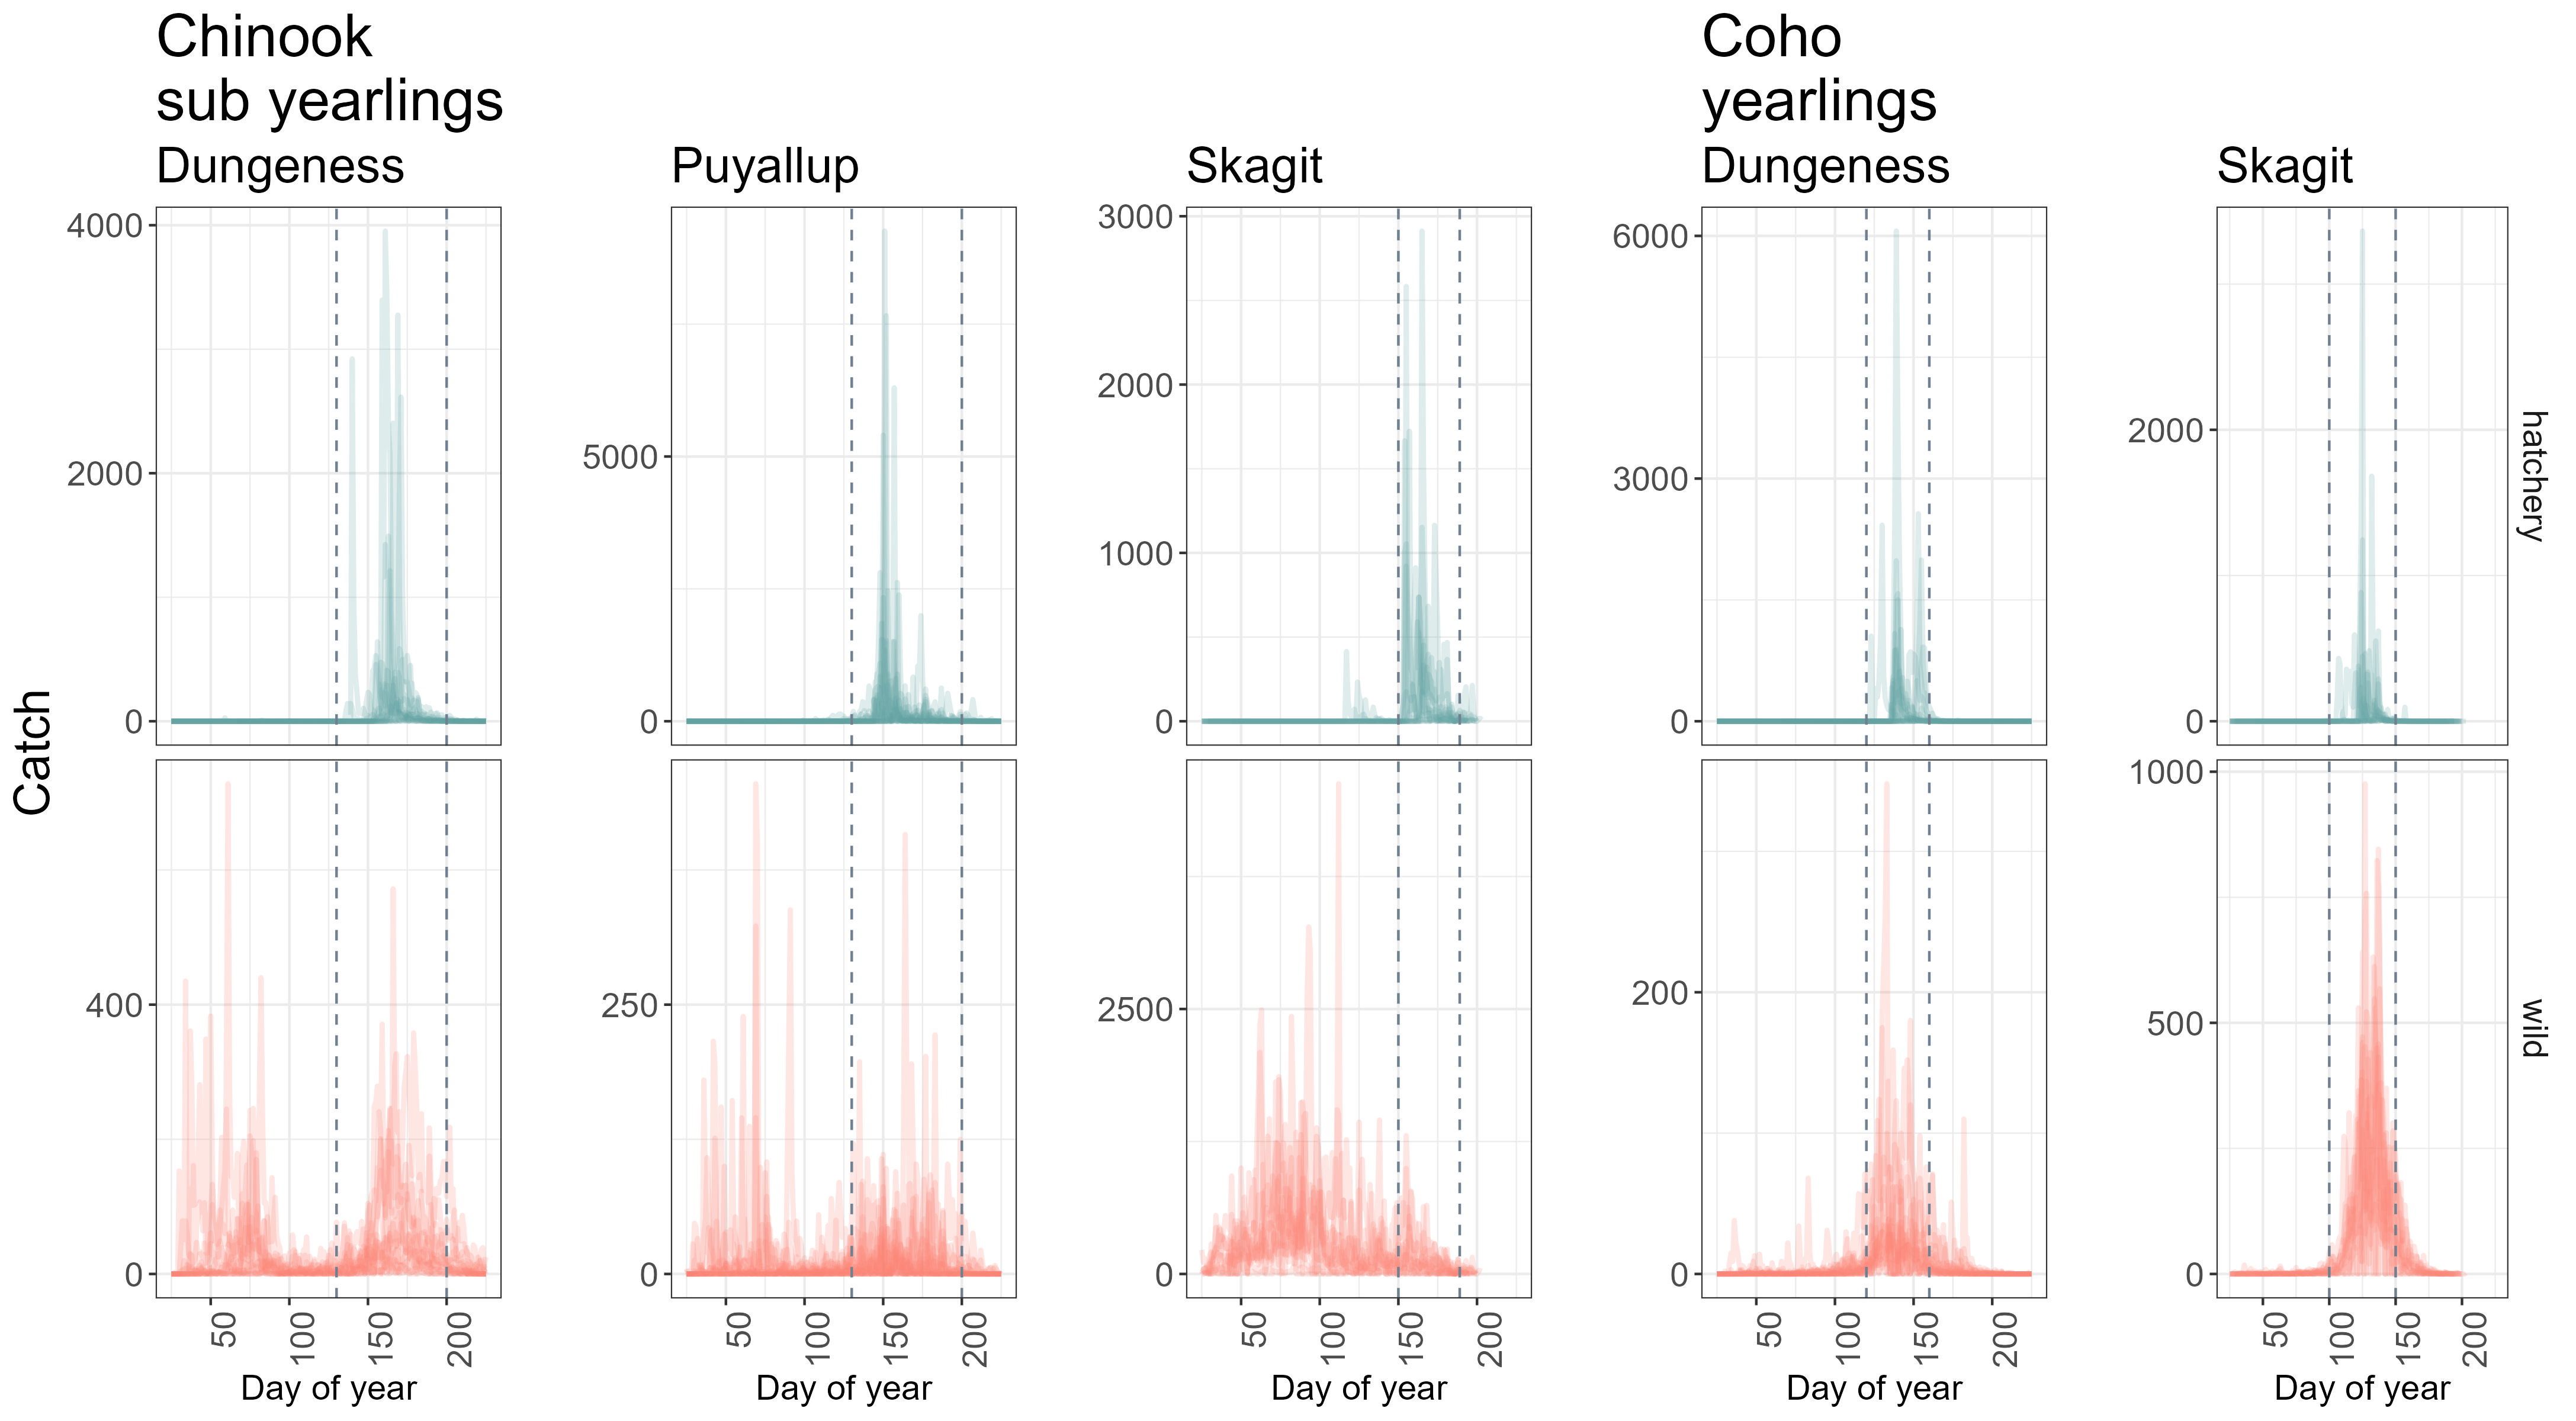 Chinook
sub yearlings
Coho
yearlings
Dungeness
Puyallup
Skagit
Dungeness
Skagit
4000
2000
0
5000
0
3000
2000
1000
0
6000
3000
0
2000
0
hatchery
Catch
400
0
250
0
2500
0
200
0
1000
500
0
wild
50 100 150 200
50 100 150 200
50 100 150 200
50 100 150 200
50 100 150 200
Day of year
Day of year
Day of year
Day of year
Day of year